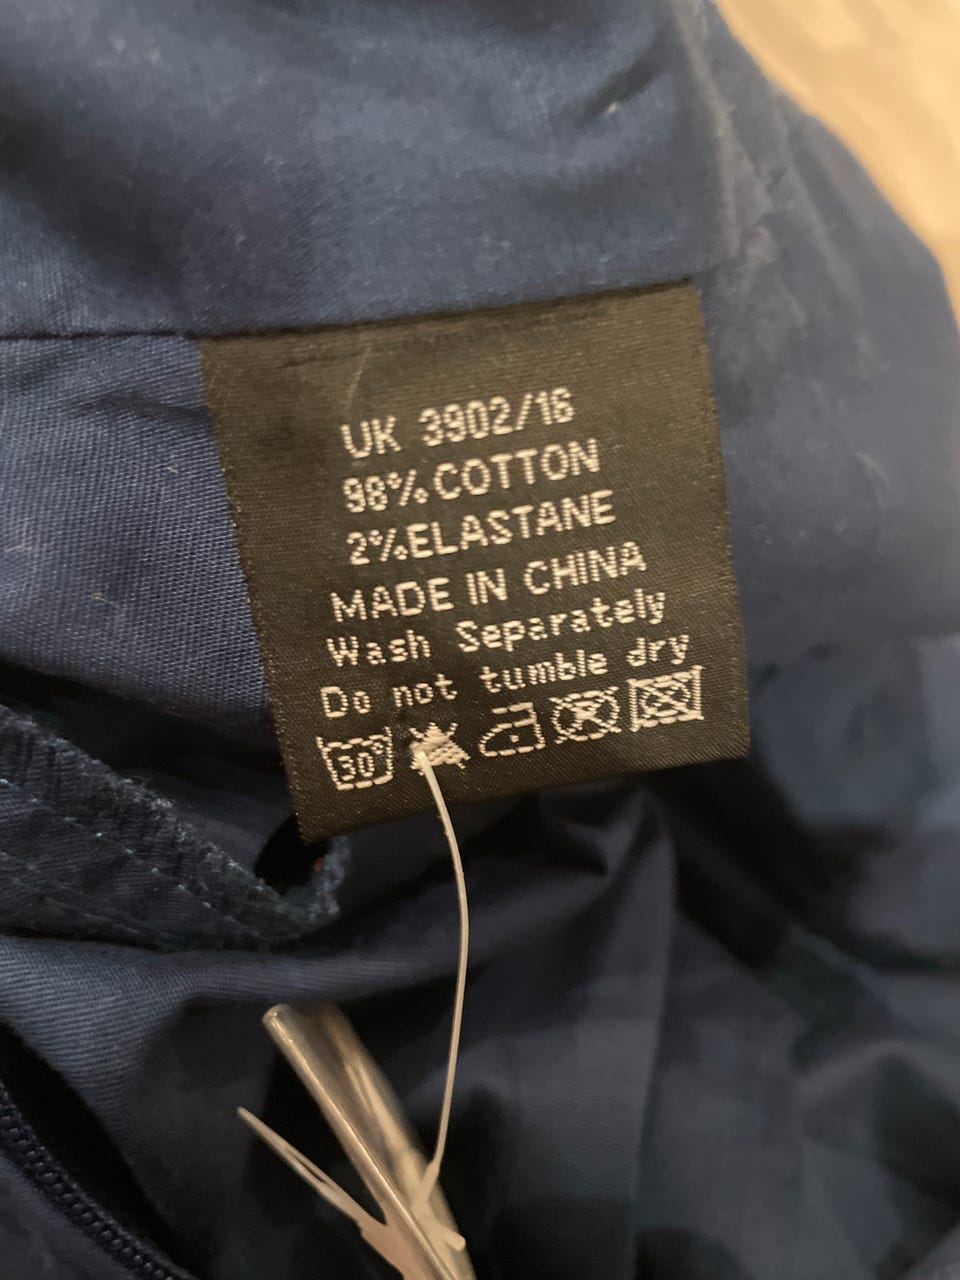 UK 3902/16
98%COTTON
2%ELASTANE
MADE IN CHINA
Wash Separately
Do not tumble dry
30°